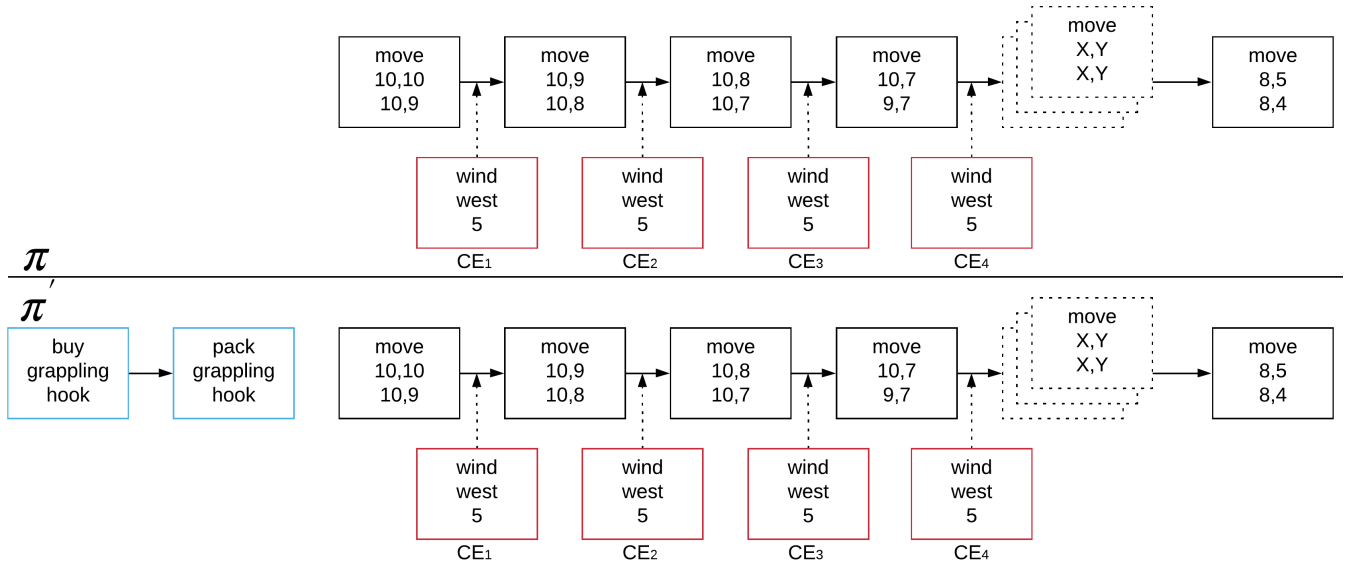 move
10,10
10,9
move
10,9
10,8
move
10,8
10,7
move
10,7
9,7
move
X,Y
X,Y
move
8,5
8,4
wind
west
5
wind
west
5
wind
west
5
wind
west
5
CE1
CE2
CE3
CE4
π
π′
buy
grappling
hook
pack
grappling
hook
move
10,10
10,9
move
10,9
10,8
move
10,8
10,7
move
10,7
9,7
move
X,Y
X,Y
move
8,5
8,4
wind
west
5
wind
west
5
wind
west
5
wind
west
5
CE1
CE2
CE3
CE4